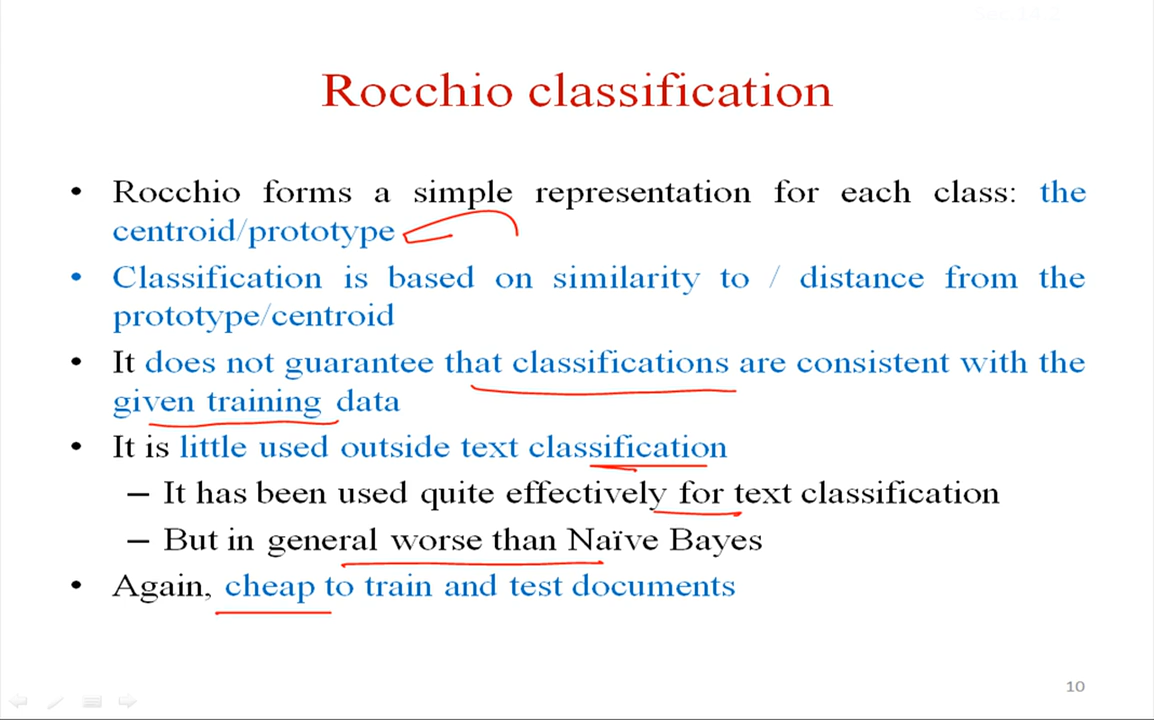 Rocchio classification
• Rocchio forms a simple representation for each class: the
centroid/prototype
• Classification is based on similarity to / distance from the
prototype/centroid
• It does not guarantee that classifications are consistent with the
given training data
• It is little used outside text classification
– It has been used quite effectively for text classification
– But in general worse than Naïve Bayes
• Again, cheap to train and test documents
10